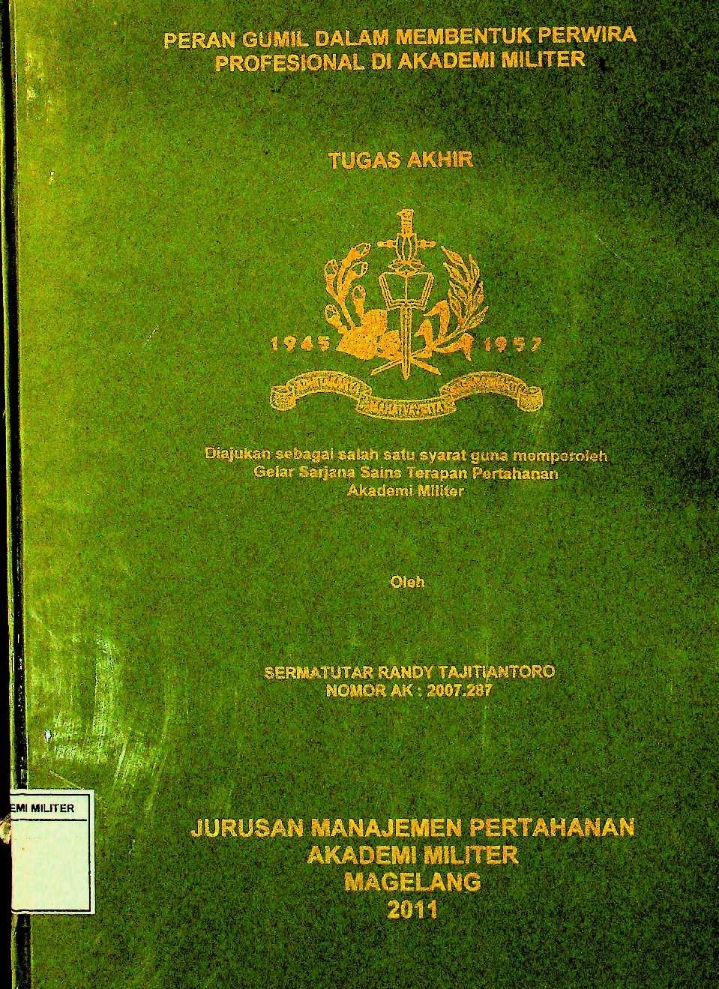 PERAN GUMIL DALAM MEMBENTUK PERWIRA
PROFESIONAL DI AKADEMI MILITER
TUGAS AKHIR
1945 1957
Diajukan sebagai salah satu syarat guna memperoleh
Gelar Sarjana Sains Terapan Pertahanan
Akademi Militer
Oleh
SERMATUTAR RANDY TAJITIANTORO
NOMOR AK : 2007.287
EMI MILITER
JURUSAN MANAJEMEN PERTAHANAN
AKADEMI MILITER
MAGELANG
2011